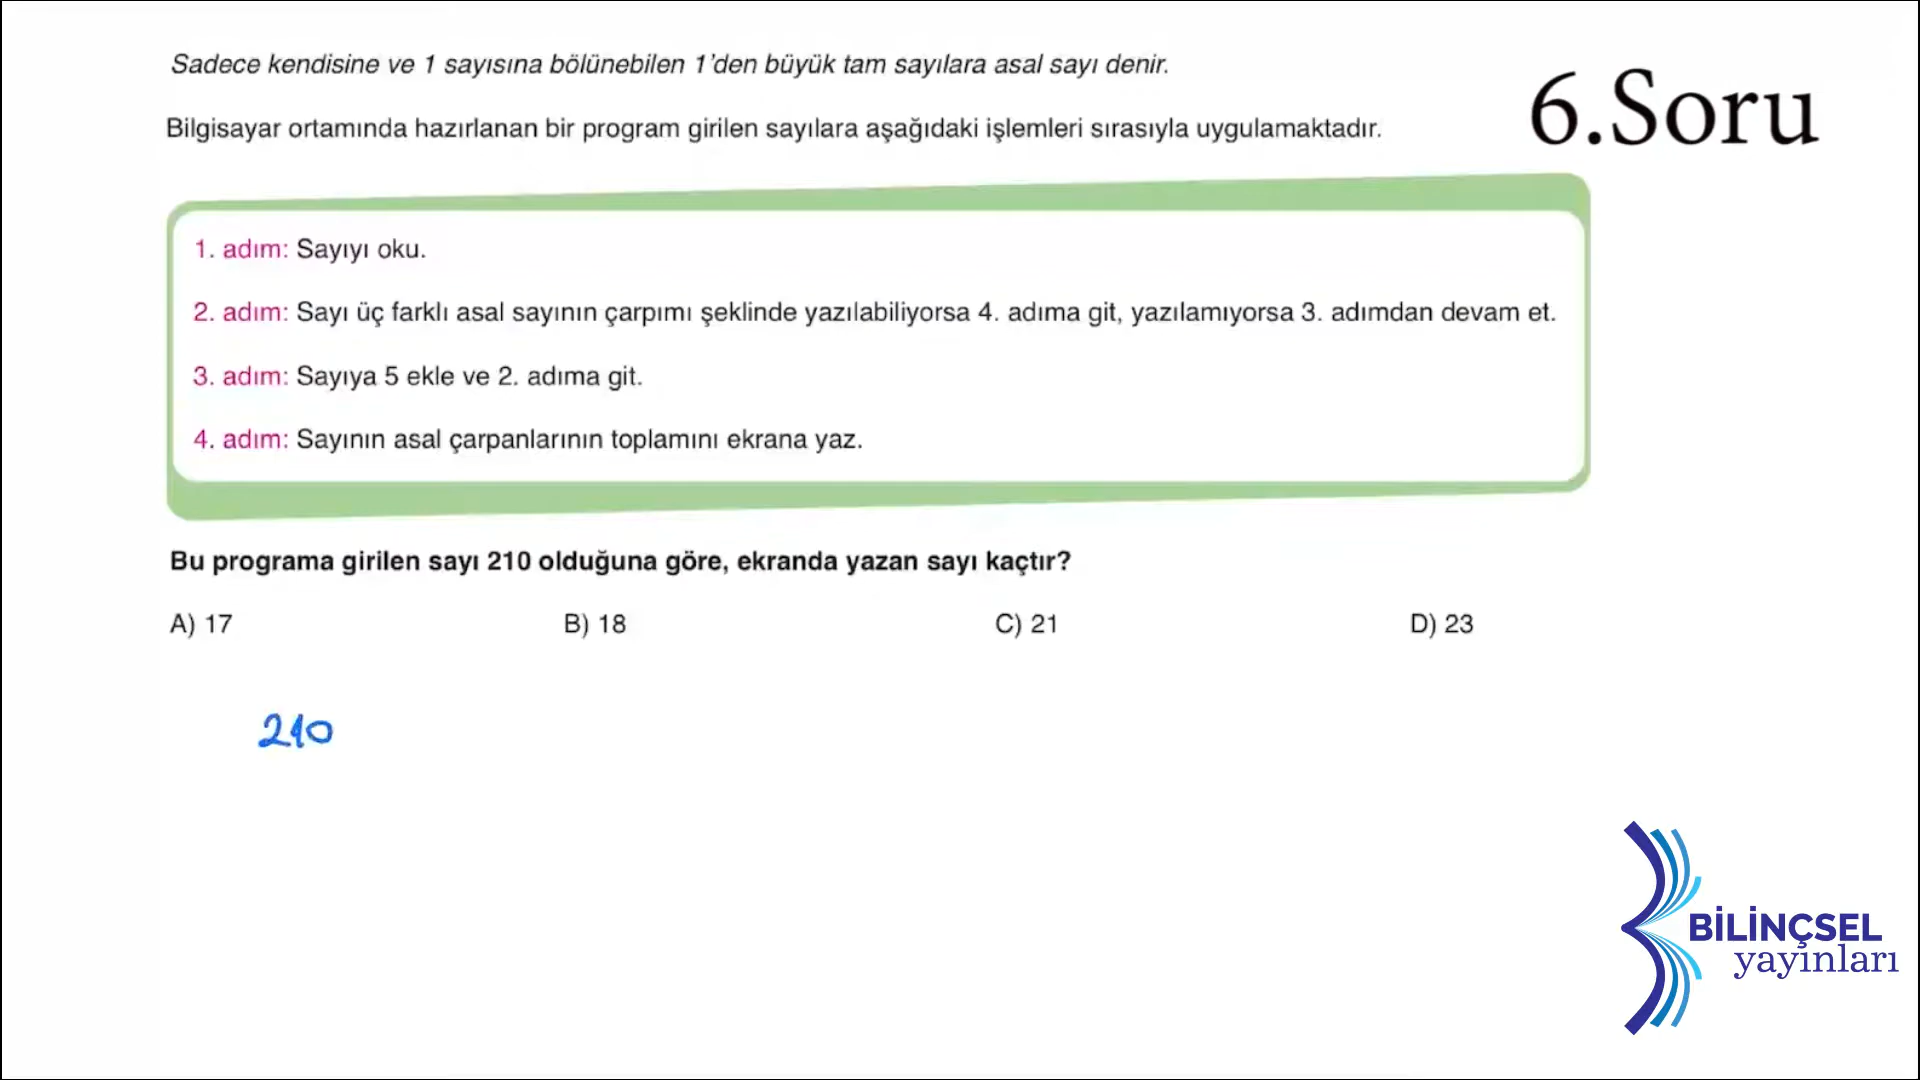 Sadece kendisine ve 1 sayısına bölünebilen 1’den büyük tam sayılara asal sayı denir.
6.Soru
Bilgisayar ortamında hazırlanan bir program girilen sayılara aşağıdaki işlemleri sırasıyla uygulamaktadır.
1. adım: Sayıyı oku.
2. adım: Sayı üç farklı asal sayının çarpımı şeklinde yazılabiliyorsa 4. adıma git, yazılamıyorsa 3. adımdan devam et.
3. adım: Sayıya 5 ekle ve 2. adıma git.
4. adım: Sayının asal çarpanlarının toplamını ekrana yaz.
Bu programa girilen sayı 210 olduğuna göre, ekranda yazan sayı kaçtır?
A) 17 B) 18 C) 21 D) 23
210
BİLİNÇSEL
yayınları